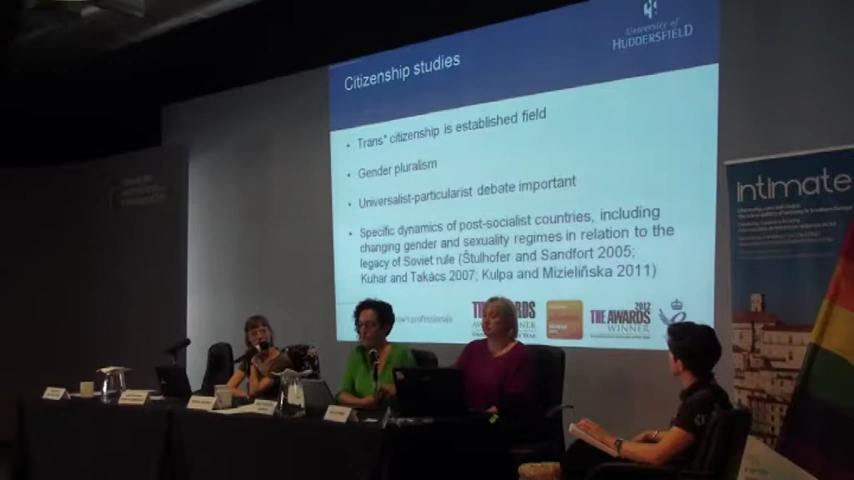 University of
HUDDERSFIELD
Citizenship studies
• Trans* citizenship is established field
• Gender pluralism
• Universalist-particularist debate important
• Specific dynamics of post-socialist countries, including
changing gender and sexuality regimes in relation to the
legacy of Soviet rule (Štulhofer and Sandfort 2005;
Kuhar and Takács 2007; Kulpa and Mizielińska 2011)
professionals
THE AWARDS
WINNER
2012
THE AWARDS
WINNER
intimate